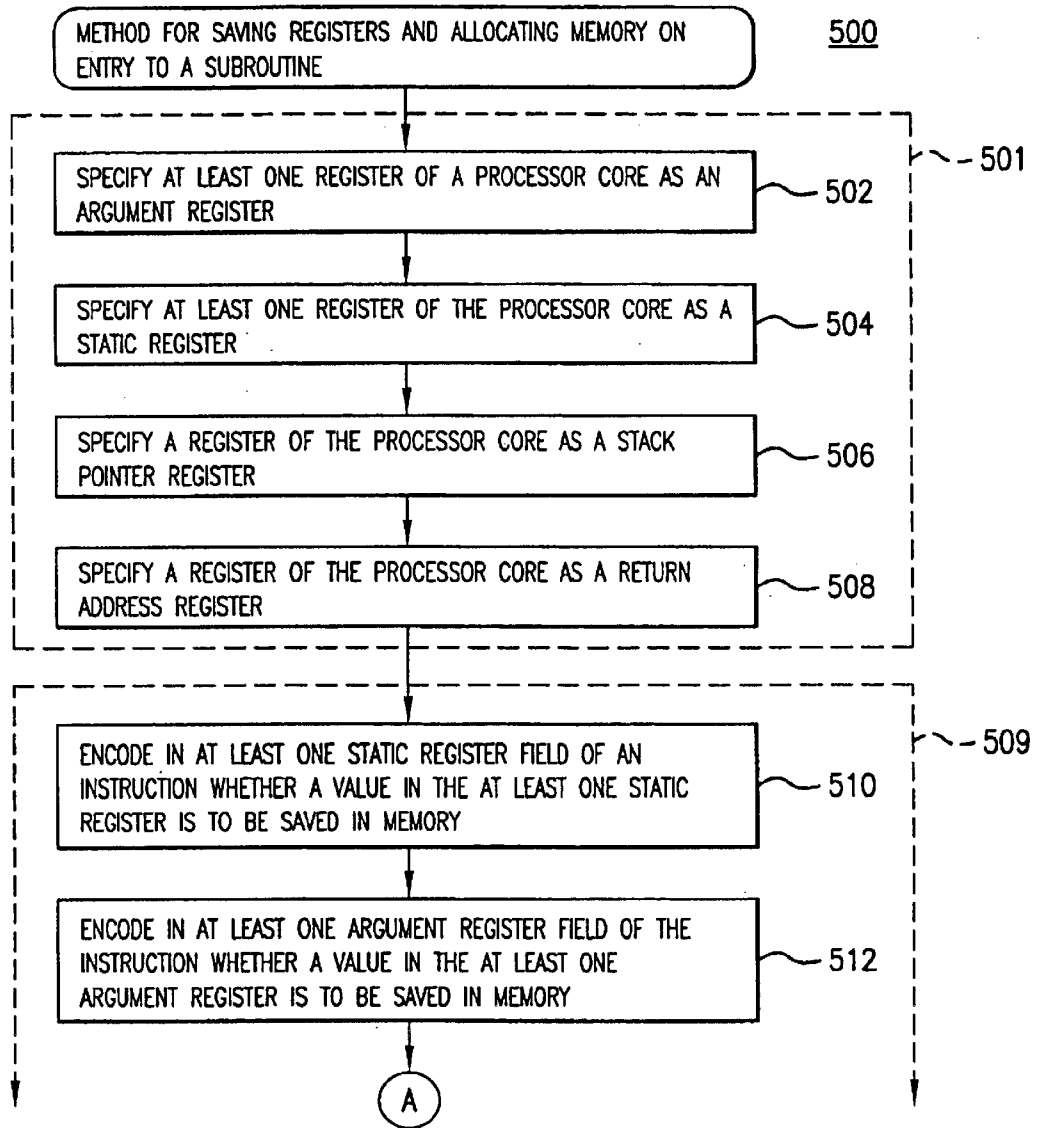 METHOD FOR SAVING REGISTERS AND ALLOCATING MEMORY ON
ENTRY TO A SUBROUTINE
500
501
SPECIFY AT LEAST ONE REGISTER OF A PROCESSOR CORE AS AN
ARGUMENT REGISTER
502
SPECIFY AT LEAST ONE REGISTER OF THE PROCESSOR CORE AS A
STATIC REGISTER
504
SPECIFY A REGISTER OF THE PROCESSOR CORE AS A STACK
POINTER REGISTER
506
SPECIFY A REGISTER OF THE PROCESSOR CORE AS A RETURN
ADDRESS REGISTER
508
509
ENCODE IN AT LEAST ONE STATIC REGISTER FIELD OF AN
INSTRUCTION WHETHER A VALUE IN THE AT LEAST ONE STATIC
REGISTER IS TO BE SAVED IN MEMORY
510
ENCODE IN AT LEAST ONE ARGUMENT REGISTER FIELD OF THE
INSTRUCTION WHETHER A VALUE IN THE AT LEAST ONE
ARGUMENT REGISTER IS TO BE SAVED IN MEMORY
512
A